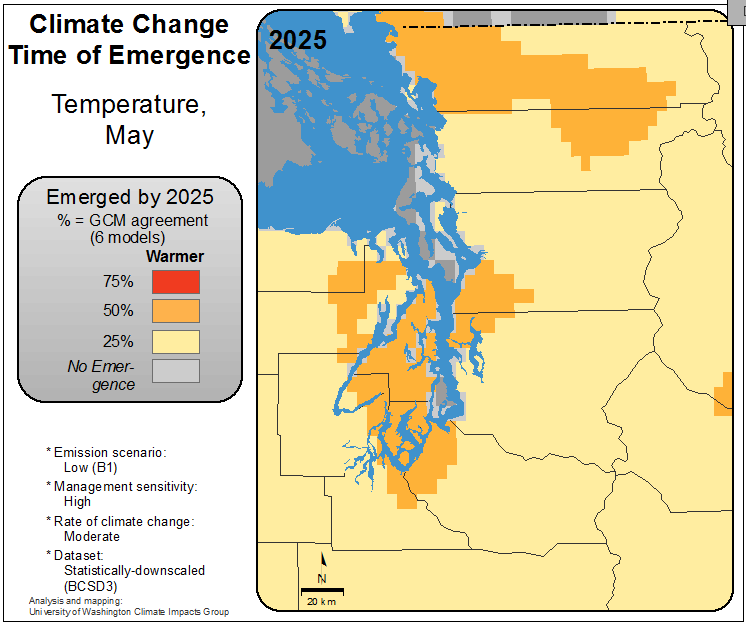 Climate Change
Time of Emergence
Temperature,
May
Emerged by 2025
% = GCM agreement
(6 models)
Warmer
75%
50%
25%
No Emer-
gence
* Emission scenario:
Low (B1)
* Management sensitivity:
High
* Rate of climate change:
Moderate
* Dataset:
Statistically-downscaled
(BCSD3)
Analysis and mapping:
University of Washington Climate Impacts Group
2025
N
20 km